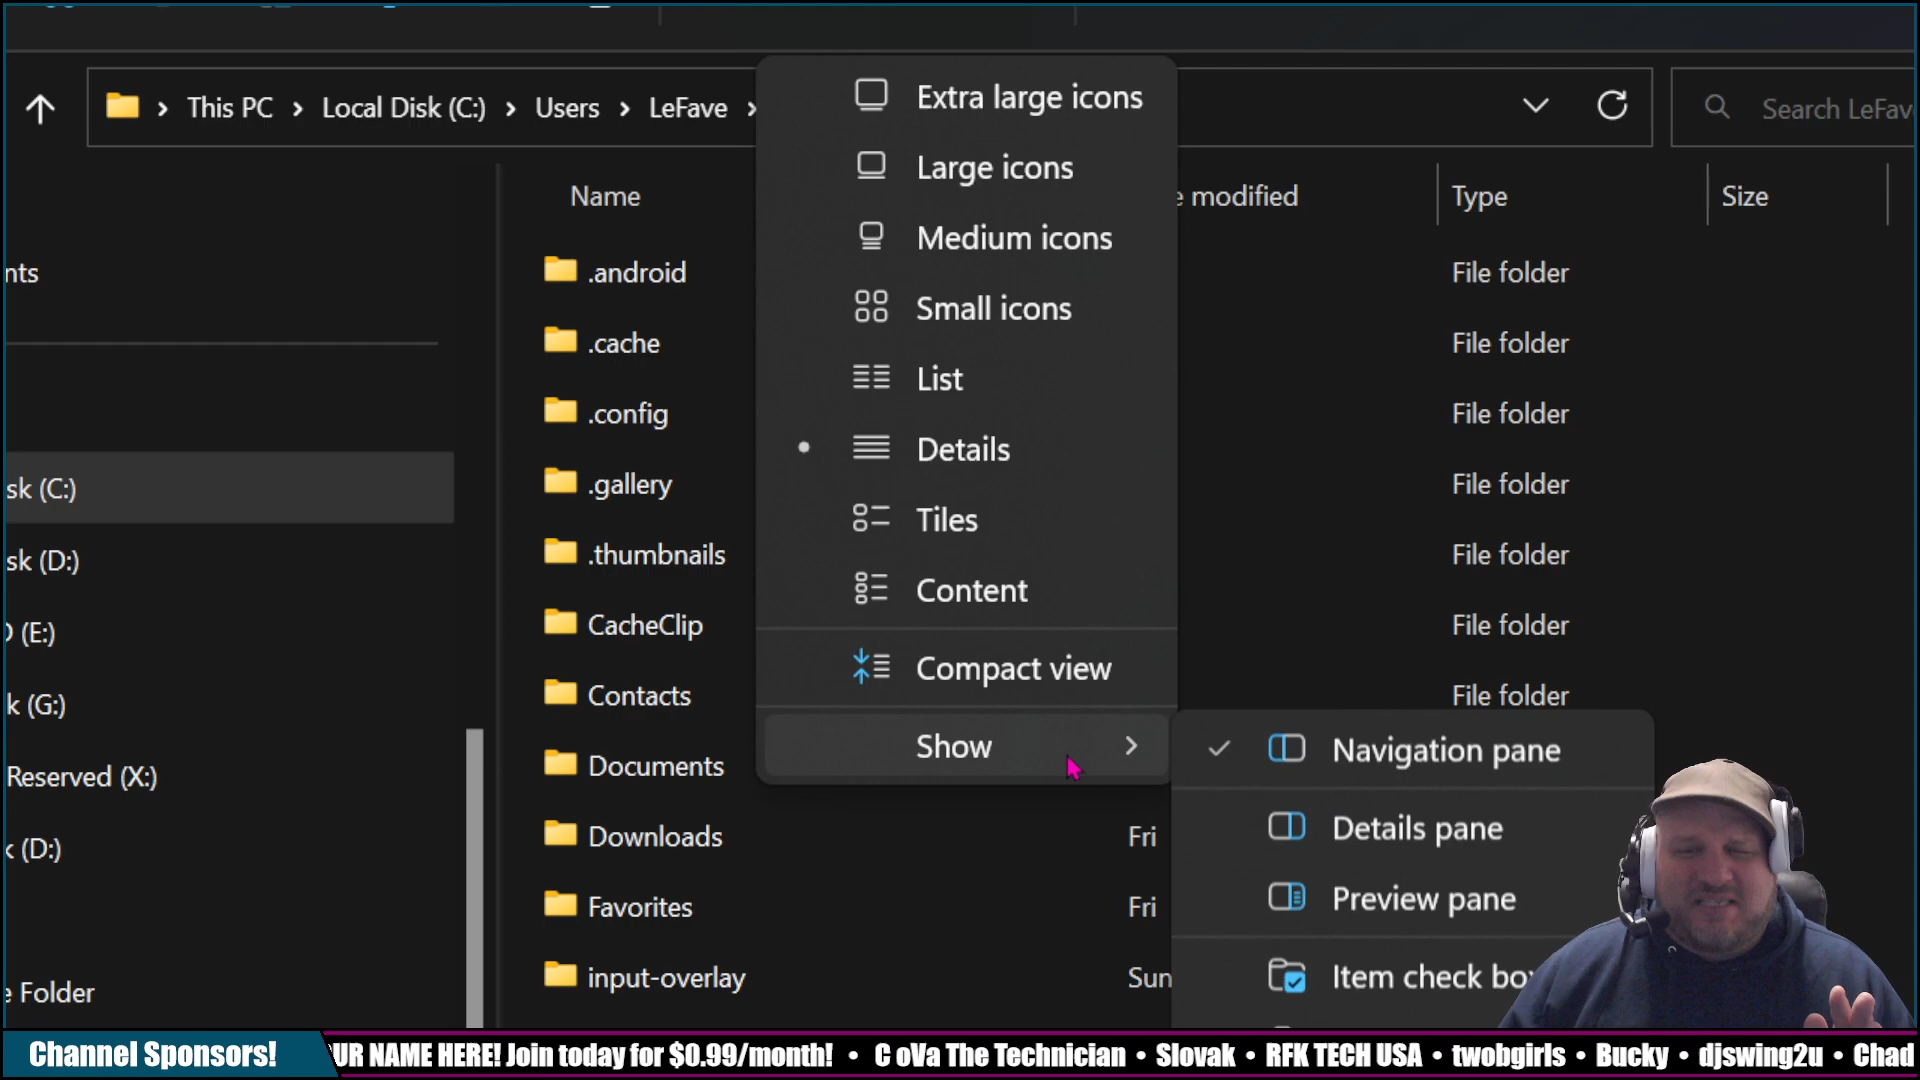 This PC
Local Disk (C:)
Users
LeFave
Search LeFav
Name
e modified
Type
Size
nts
sk (C:)
sk (D:)
(E:)
k (G:)
Reserved (X:)
(D:)
e Folder
.android
File folder
.cache
File folder
.config
File folder
.gallery
File folder
.thumbnails
File folder
CacheClip
File folder
Contacts
File folder
Documents
Downloads
Fri
Favorites
Fri
input-overlay
Sun
Extra large icons
Large icons
Medium icons
Small icons
List
Details
Tiles
Content
Compact view
Show
Navigation pane
Details pane
Preview pane
Item check bo
Channel Sponsors!
UR NAME HERE! Join today for $0.99/month! • C oVa The Technician • Slovak • RFK TECH USA • twobgirls • Bucky • djswing2u • Chad